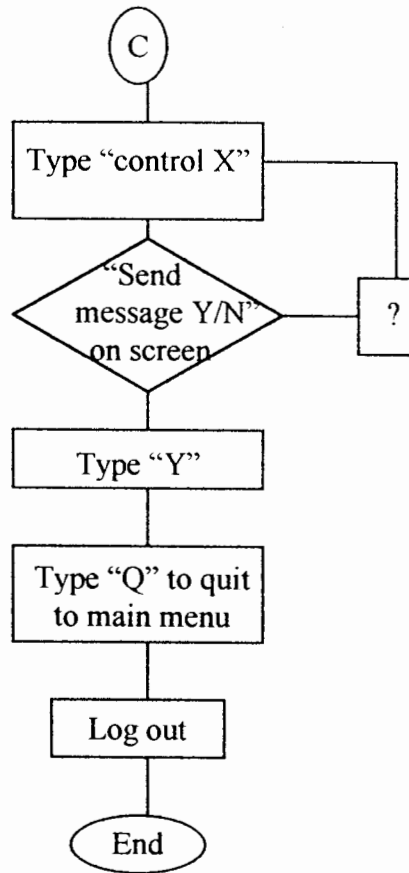 C
Type “control X”
“Send
message Y/N”
on screen
?
Type “Y”
Type “Q” to quit
to main menu
Log out
End